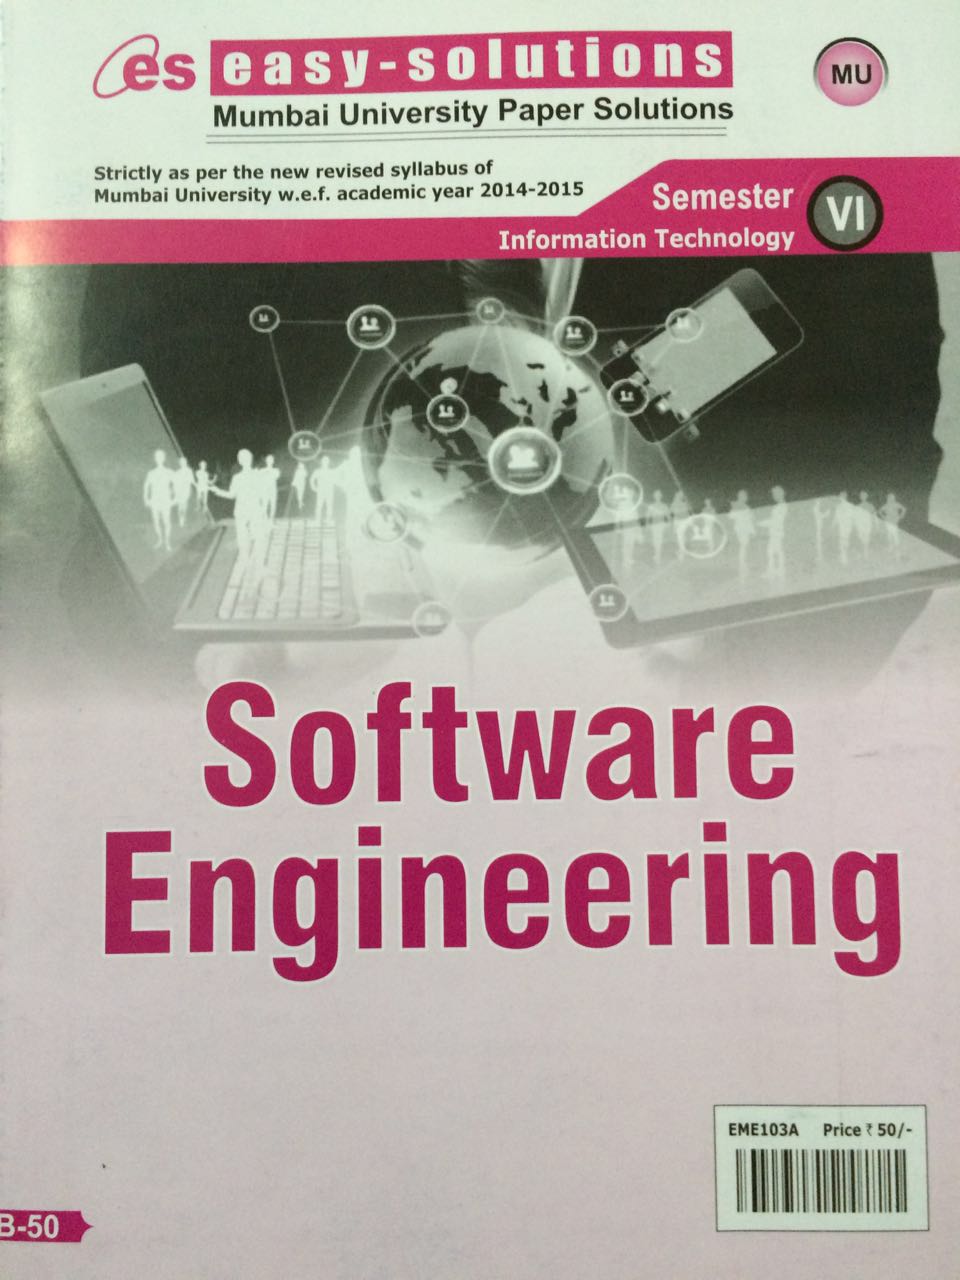 es easy-solutions
MU
Mumbai University Paper Solutions
Strictly as per the new revised syllabus of
Mumbai University w.e.f. academic year 2014-2015
Semester VI
Information Technology
Software
Engineering
EME103A Price ₹ 50/-
B-50